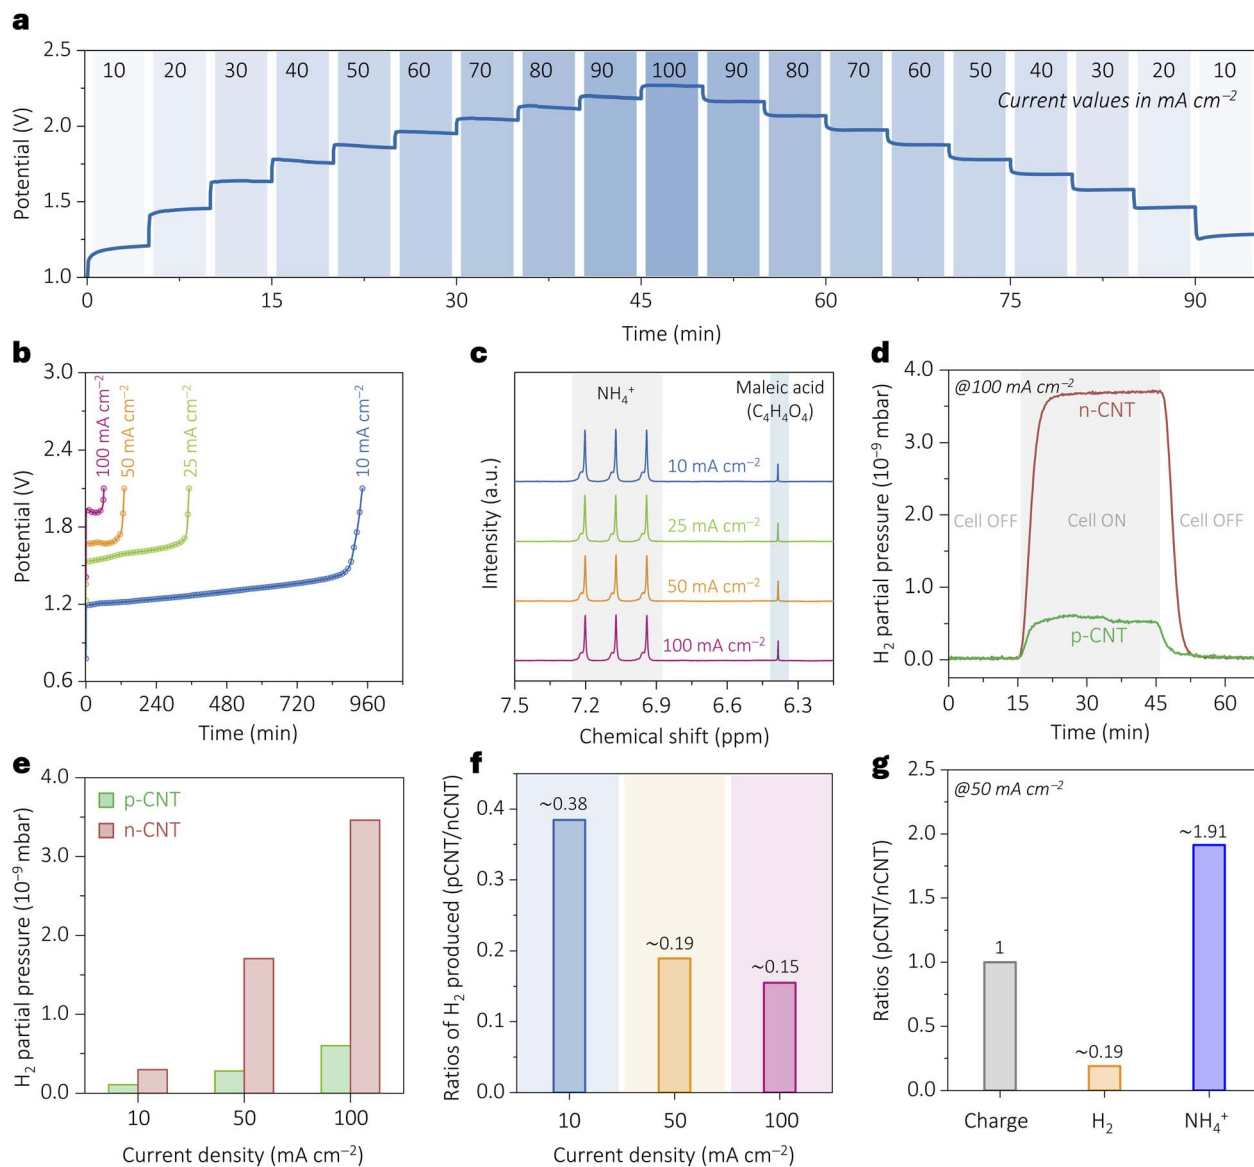 a
2.5
2.0
1.5
1.0
Potential (V)
10 20 30 40 50 60 70 80 90 100 90 80 70 60 50 40 30 20 10
Current values in mA cm⁻²
0 15 30 45 60 75 90
Time (min)
b
3.0
2.4
1.8
1.2
0.6
Potential (V)
100 mA cm⁻²
50 mA cm⁻²
25 mA cm⁻²
10 mA cm⁻²
0 240 480 720 960
Time (min)
c
NH₄⁺
Maleic acid
(C₄H₄O₄)
10 mA cm⁻²
25 mA cm⁻²
50 mA cm⁻²
100 mA cm⁻²
Intensity (a.u.)
7.5 7.2 6.9 6.6 6.3
Chemical shift (ppm)
d
4.0
3.0
2.0
1.0
0.0
H₂ partial pressure (10⁻⁹ mbar)
@100 mA cm⁻²
n-CNT
Cell OFF Cell ON Cell OFF
p-CNT
0 15 30 45 60
Time (min)
e
4.0
3.0
2.0
1.0
0.0
H₂ partial pressure (10⁻⁹ mbar)
p-CNT
n-CNT
10 50 100
Current density (mA cm⁻²)
f
0.4
0.3
0.2
0.1
0.0
Ratios of H₂ produced (pCNT/nCNT)
~0.38
~0.19
~0.15
10 50 100
Current density (mA cm⁻²)
g
2.5
2.0
1.5
1.0
0.5
0.0
Ratios (pCNT/nCNT)
@50 mA cm⁻²
1
~0.19
~1.91
Charge H₂ NH₄⁺